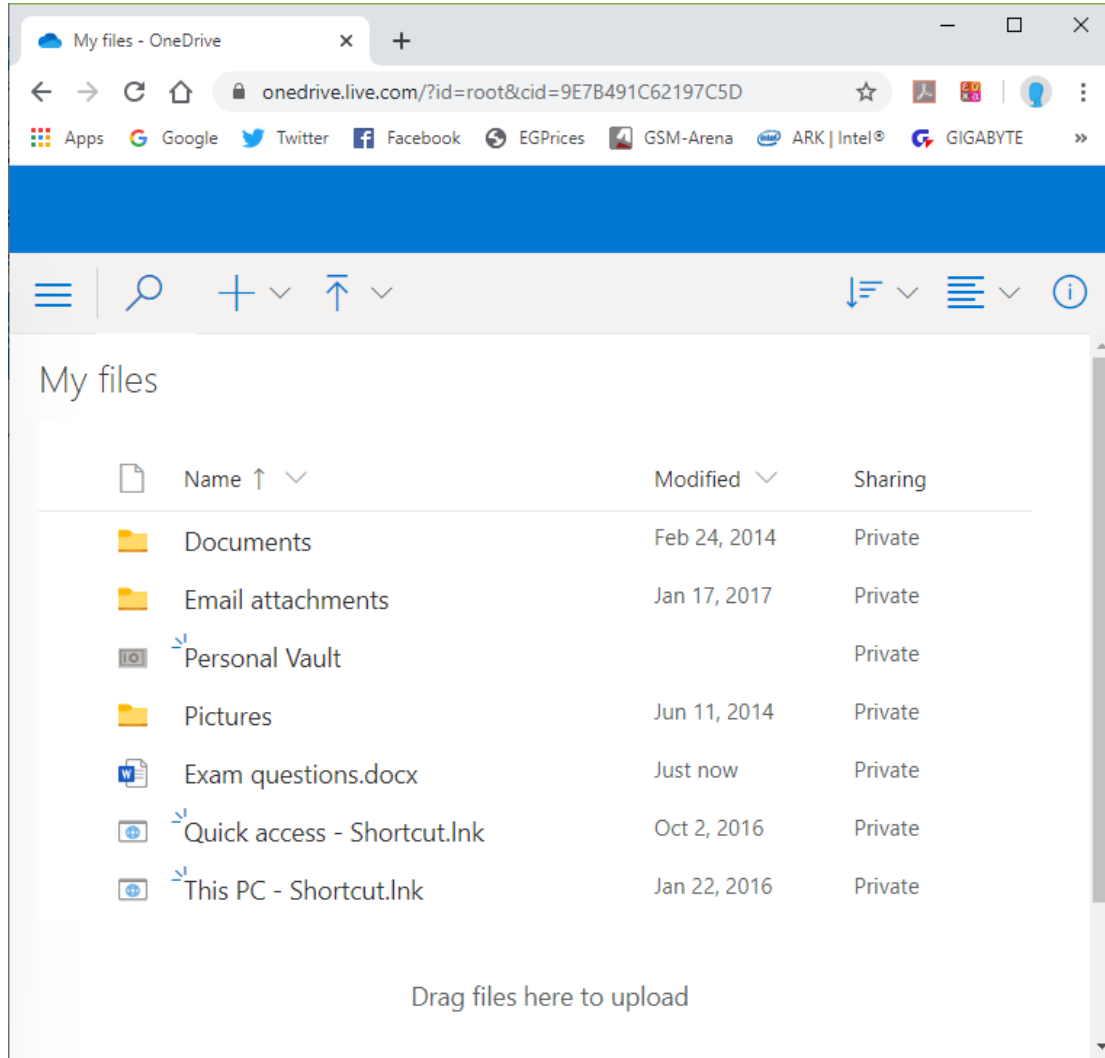 My files - OneDrive
onedrive.live.com/?id=root&cid=9E7B491C62197C5D
Apps Google Twitter Facebook EGPrices GSM-Arena ARK | Intel® GIGABYTE »
My files
Name ↑ Modified Sharing
Documents Feb 24, 2014 Private
Email attachments Jan 17, 2017 Private
Personal Vault Private
Pictures Jun 11, 2014 Private
Exam questions.docx Just now Private
Quick access - Shortcut.lnk Oct 2, 2016 Private
This PC - Shortcut.lnk Jan 22, 2016 Private
Drag files here to upload